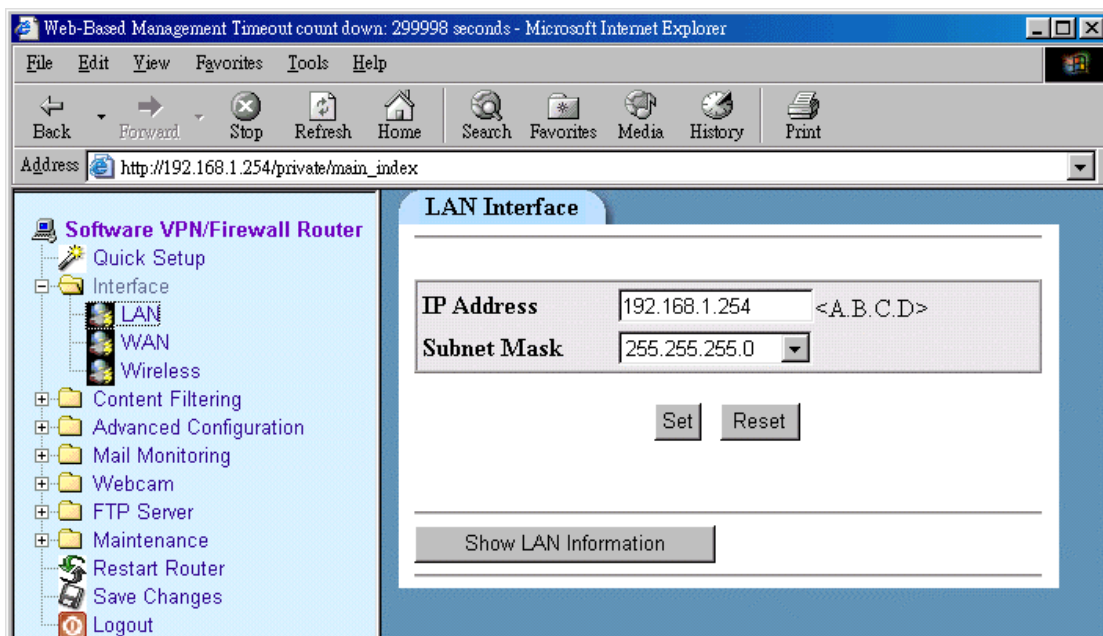 Web-Based Management Timeout count down: 299998 seconds - Microsoft Internet Explorer
File Edit View Favorites Tools Help
Back Forward Stop Refresh Home Search Favorites Media History Print
Address http://192.168.1.254/private/main_index
Software VPN/Firewall Router
Quick Setup
Interface
LAN
WAN
Wireless
Content Filtering
Advanced Configuration
Mail Monitoring
Webcam
FTP Server
Maintenance
Restart Router
Save Changes
Logout
LAN Interface
IP Address 192.168.1.254 <A.B.C.D>
Subnet Mask 255.255.255.0
Set Reset
Show LAN Information